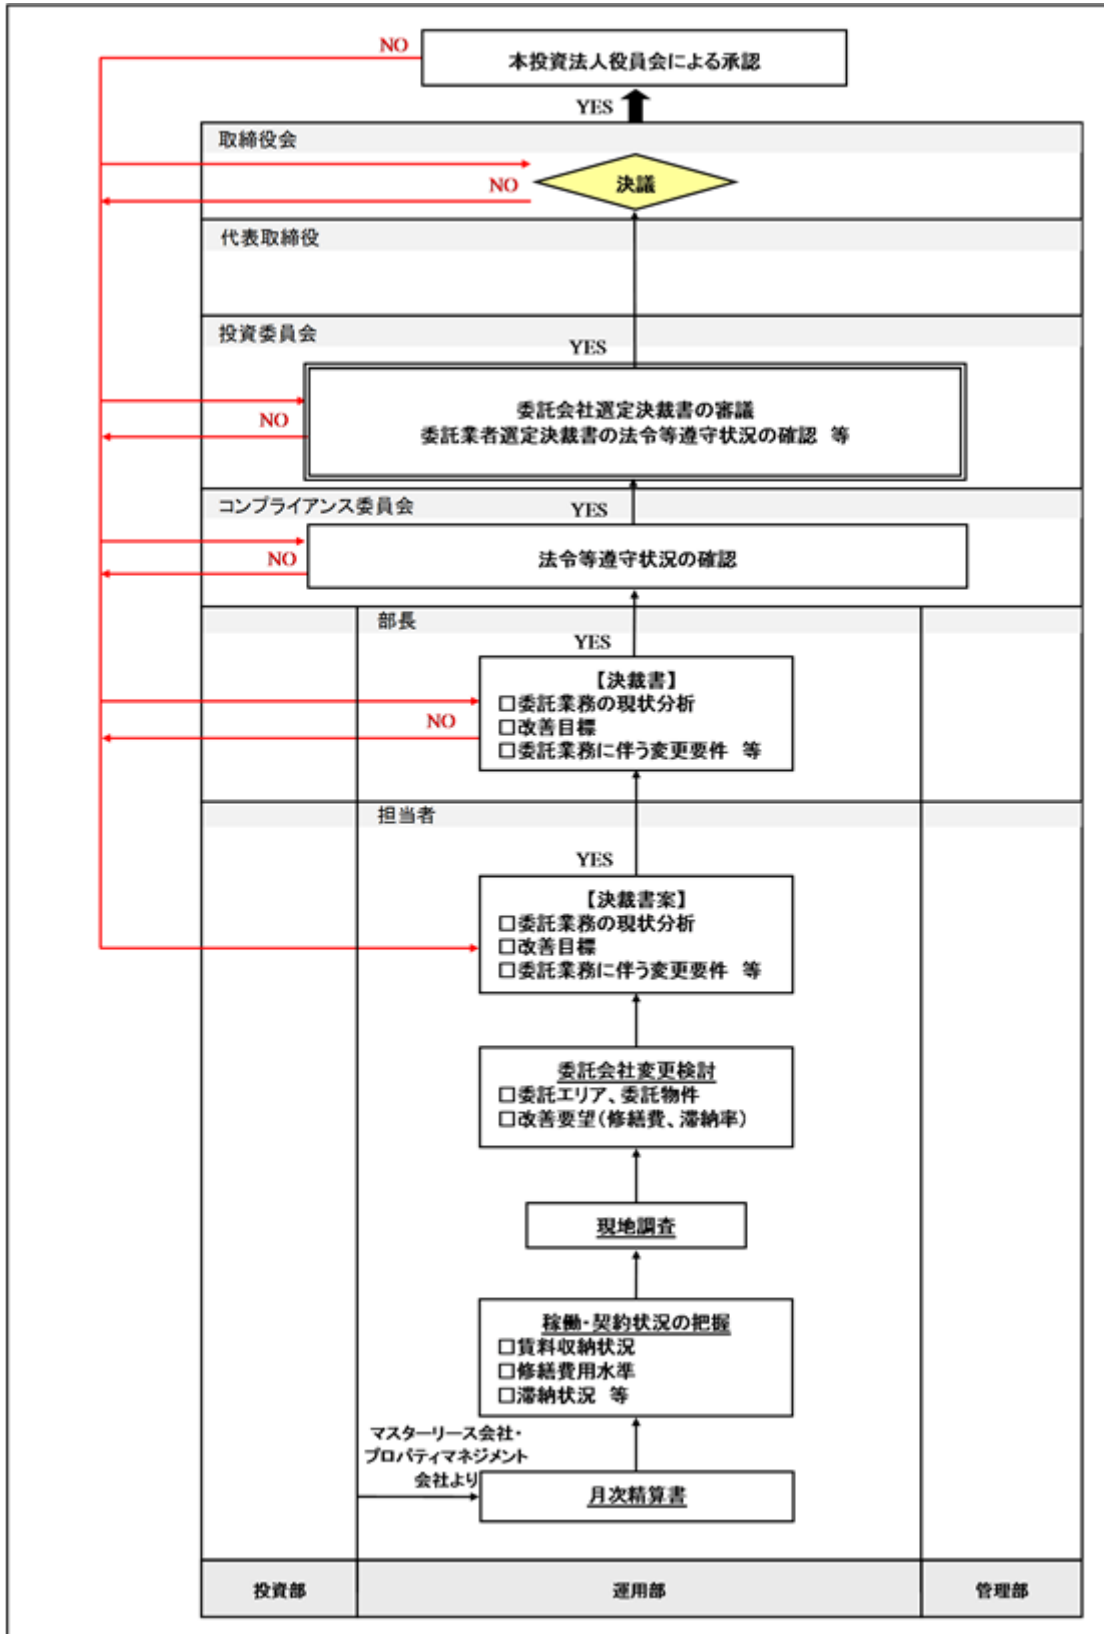 NO
本投資法人役員会による承認
YES
取締役会
NO
決議
代表取締役
投資委員会
YES
委託会社選定決裁書の審議
NO
委託業者選定決裁書の法令等遵守状況の確認 等
コンプライアンス委員会
YES
NO
法令等遵守状況の確認
部長
YES
【決裁書】
□委託業務の現状分析
NO
□改善目標
□委託業務に伴う変更要件 等
担当者
YES
【決裁書案】
□委託業務の現状分析
□改善目標
□委託業務に伴う変更要件 等
委託会社変更検討
□委託エリア、委託物件
□改善要望(修繕費、滞納率)
現地調査
稼働・契約状況の把握
□賃料収納状況
□修繕費用水準
□滞納状況 等
マスターリース会社・
プロパティマネジメント
会社より
月次精算書
投資部
運用部
管理部